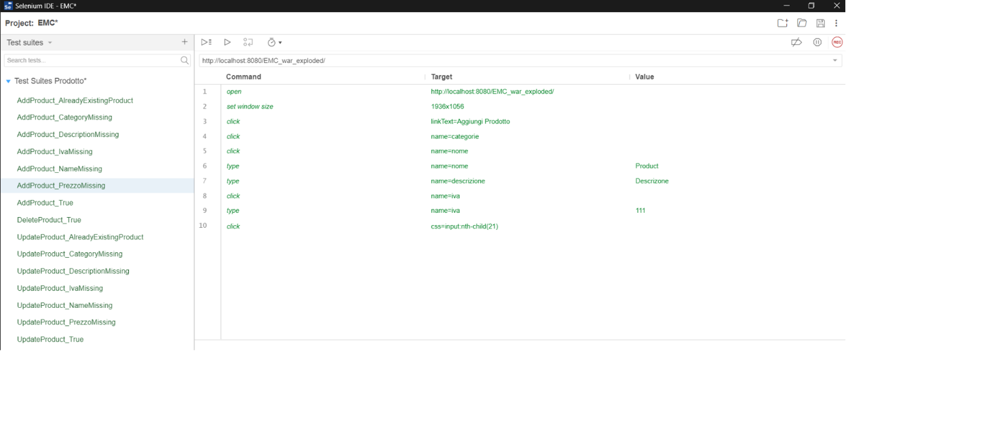 Se Selenium IDE - EMC*
Project: EMC*
Test suites
Search tests...
http://localhost:8080/EMC_war_exploded/
REC
Command Target Value
Test Suites Prodotto*
AddProduct_AlreadyExistingProduct
AddProduct_CategoryMissing
AddProduct_DescriptionMissing
AddProduct_IvaMissing
AddProduct_NameMissing
AddProduct_PrezzoMissing
AddProduct_True
DeleteProduct_True
UpdateProduct_AlreadyExistingProduct
UpdateProduct_CategoryMissing
UpdateProduct_DescriptionMissing
UpdateProduct_IvaMissing
UpdateProduct_NameMissing
UpdateProduct_PrezzoMissing
UpdateProduct_True
1 open http://localhost:8080/EMC_war_exploded/
2 set window size 1936x1056
3 click linkText=Aggiungi Prodotto
4 click name=categorie
5 click name=nome
6 type name=nome Product
7 type name=descrizione Descrizone
8 click name=iva
9 type name=iva 111
10 click css=input:nth-child(21)